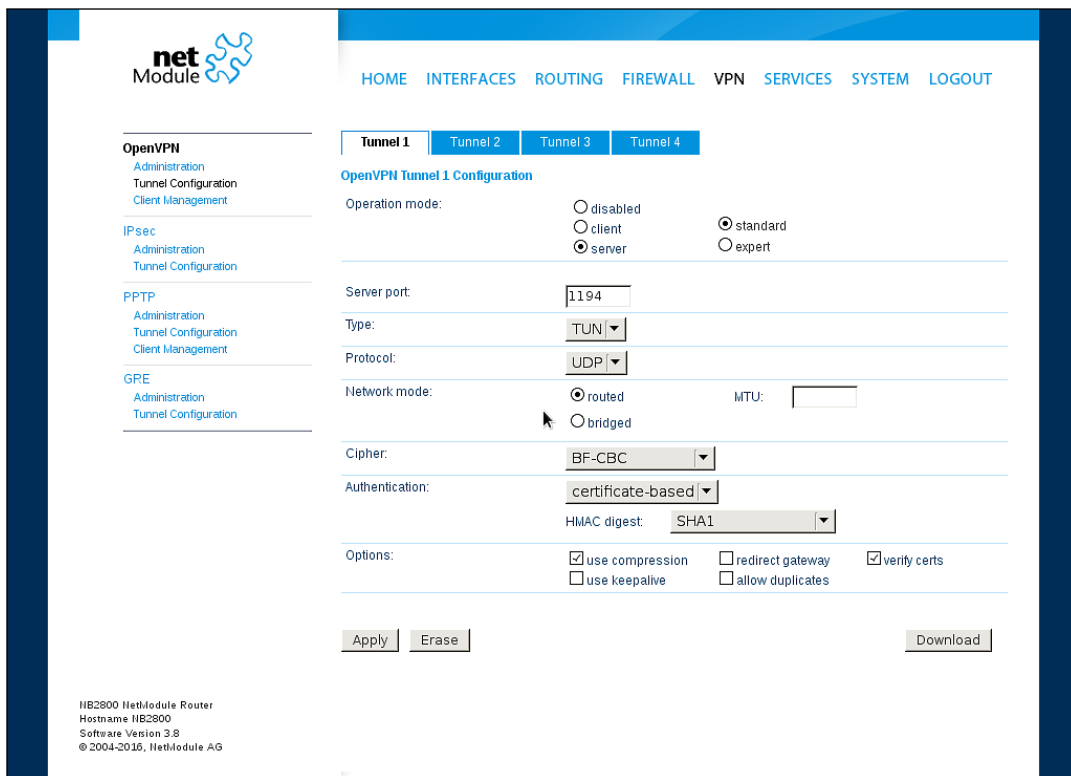 net
Module
HOME INTERFACES ROUTING FIREWALL VPN SERVICES SYSTEM LOGOUT
OpenVPN
Administration
Tunnel Configuration
Client Management
IPsec
Administration
Tunnel Configuration
PPTP
Administration
Tunnel Configuration
Client Management
GRE
Administration
Tunnel Configuration
Tunnel 1 Tunnel 2 Tunnel 3 Tunnel 4
OpenVPN Tunnel 1 Configuration
Operation mode:
disabled
client standard
server expert
Server port: 1194
Type: TUN
Protocol: UDP
Network mode: routed MTU:
bridged
Cipher: BF-CBC
Authentication: certificate-based
HMAC digest: SHA1
Options: use compression redirect gateway verify certs
use keepalive allow duplicates
Apply Erase Download
NB2800 NetModule Router
Hostname NB2800
Software Version 3.8
© 2004-2016, NetModule AG